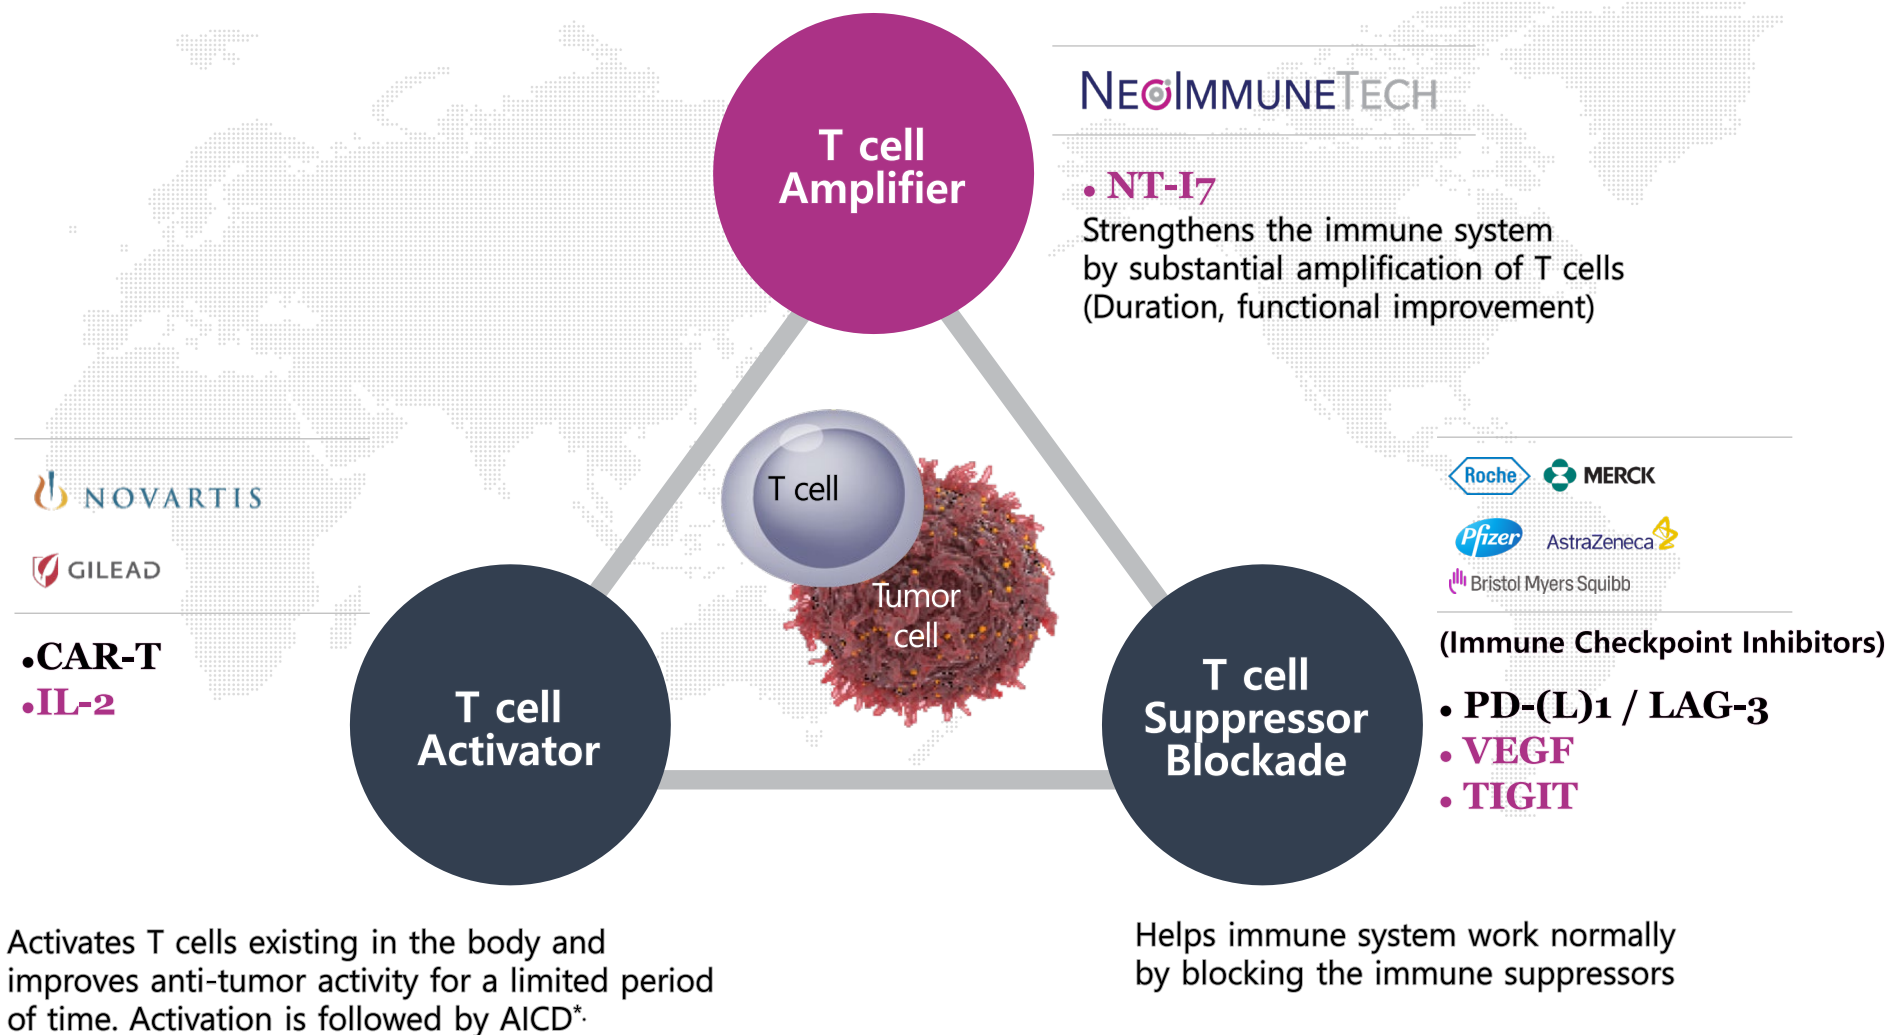 T cell
Amplifier
NEOIMMUNETECH
• NT-I7
Strengthens the immune system
by substantial amplification of T cells
(Duration, functional improvement)
T cell
Tumor
cell
NOVARTIS
GILEAD
•CAR-T
•IL-2
T cell
Activator
Activates T cells existing in the body and
improves anti-tumor activity for a limited period
of time. Activation is followed by AICD*.
Roche MERCK
Pfizer AstraZeneca
Bristol Myers Squibb
(Immune Checkpoint Inhibitors)
T cell
Suppressor
Blockade
• PD-(L)1 / LAG-3
• VEGF
• TIGIT
Helps immune system work normally
by blocking the immune suppressors